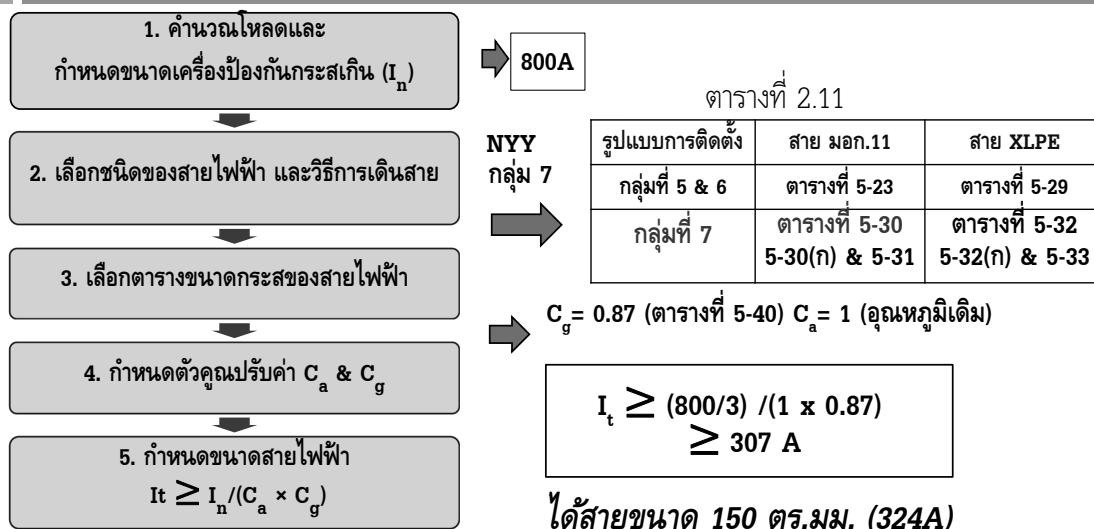 1. คำนวณโหลดและ
กำหนดขนาดเครื่องป้องกันกระสเกิน (I_n)
800A
2. เลือกชนิดของสายไฟฟ้า และวิธีการเดินสาย
NYY
กลุ่ม 7
ตารางที่ 2.11
รูปแบบการติดตั้ง สาย มอก.11 สาย XLPE
กลุ่มที่ 5 & 6 ตารางที่ 5-23 ตารางที่ 5-29
กลุ่มที่ 7 ตารางที่ 5-30 ตารางที่ 5-32
5-30(ก) & 5-31 5-32(ก) & 5-33
3. เลือกตารางขนาดกระสของสายไฟฟ้า
4. กำหนดตัวคูณปรับค่า C_a & C_g
C_g= 0.87 (ตารางที่ 5-40) C_a= 1 (อุณหภูมิเดิม)
5. กำหนดขนาดสายไฟฟ้า
It ≥ I_n/(C_a × C_g)
I_t ≥ (800/3) /(1 x 0.87)
≥ 307 A
ได้สายขนาด 150 ตร.มม. (324A)